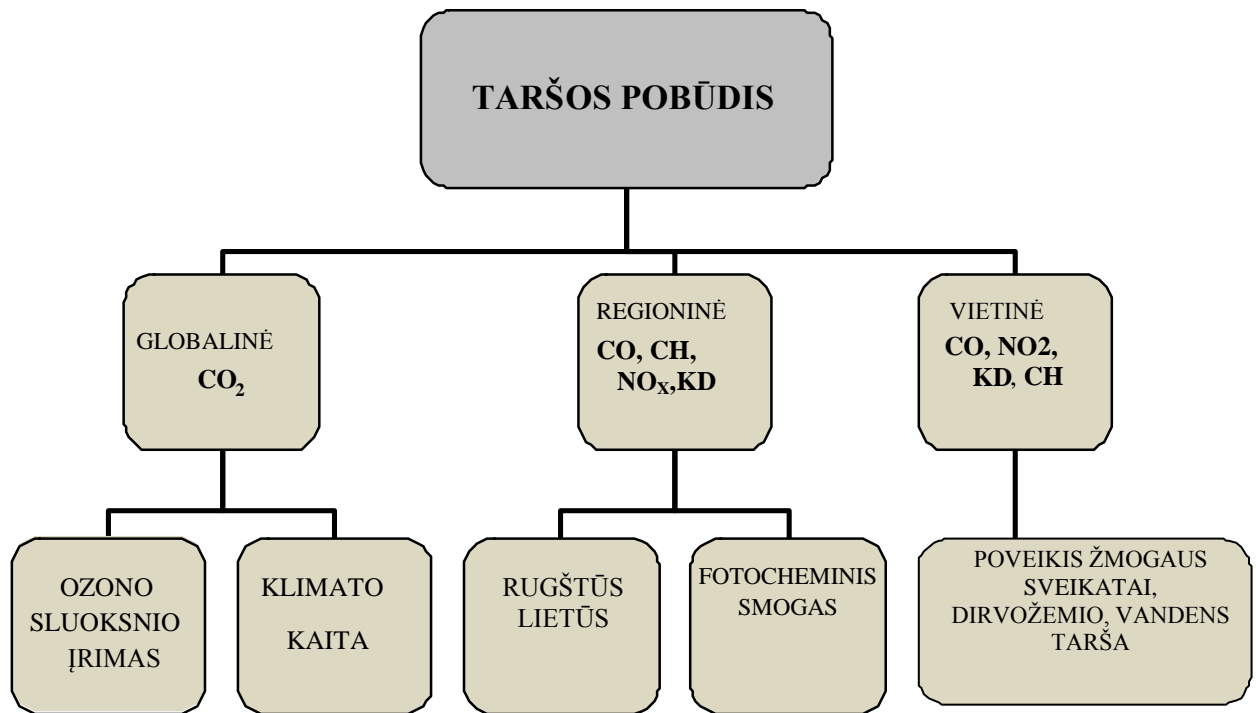 TARŠOS POBŪDIS
GLOBALINĖ
CO₂
REGIONINĖ
CO, CH,
NOₓ,KD
VIETINĖ
CO, NO2,
KD, CH
OZONO
SLUOKSNIO
ĮRIMAS
KLIMATO
KAITA
RUGŠTŪS
LIETŪS
FOTOCHEMINIS
SMOGAS
POVEIKIS ŽMOGAUS
SVEIKATAI,
DIRVOŽEMIO, VANDENS
TARŠA